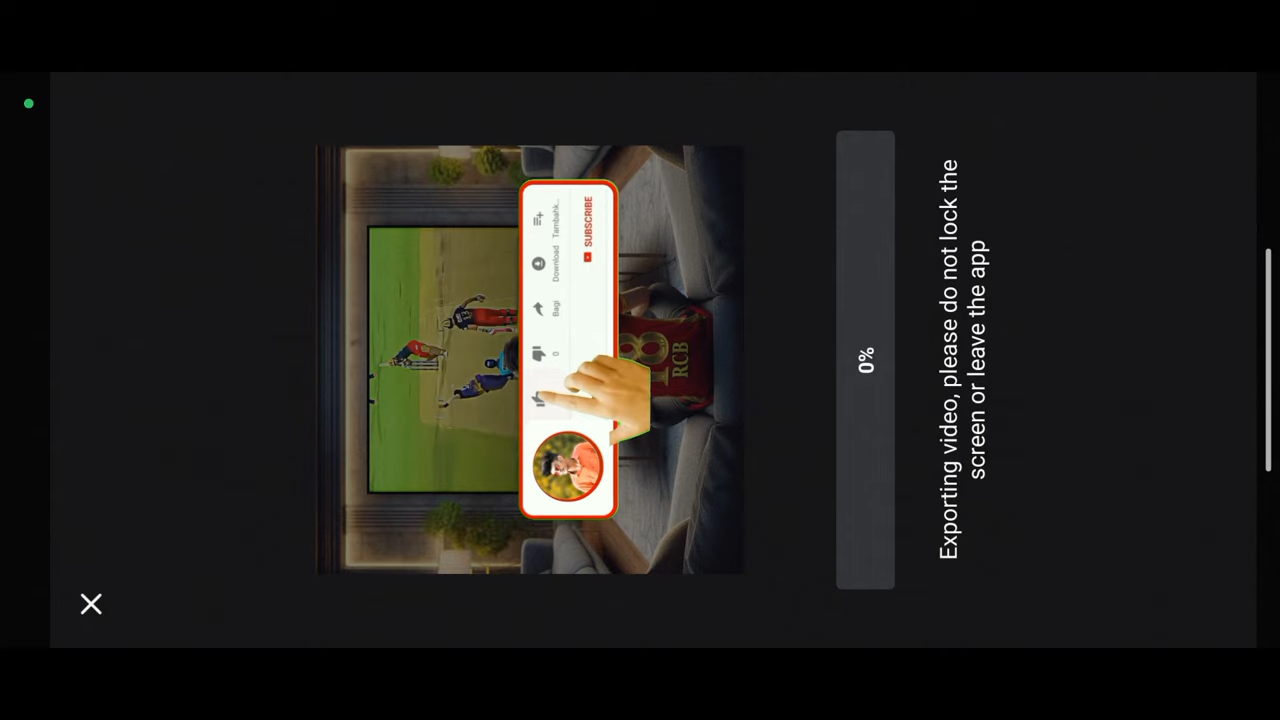 18
RCB
0
Bagi
Download
Tambahk...
SUBSCRIBE
0%
Exporting video, please do not lock the
screen or leave the app